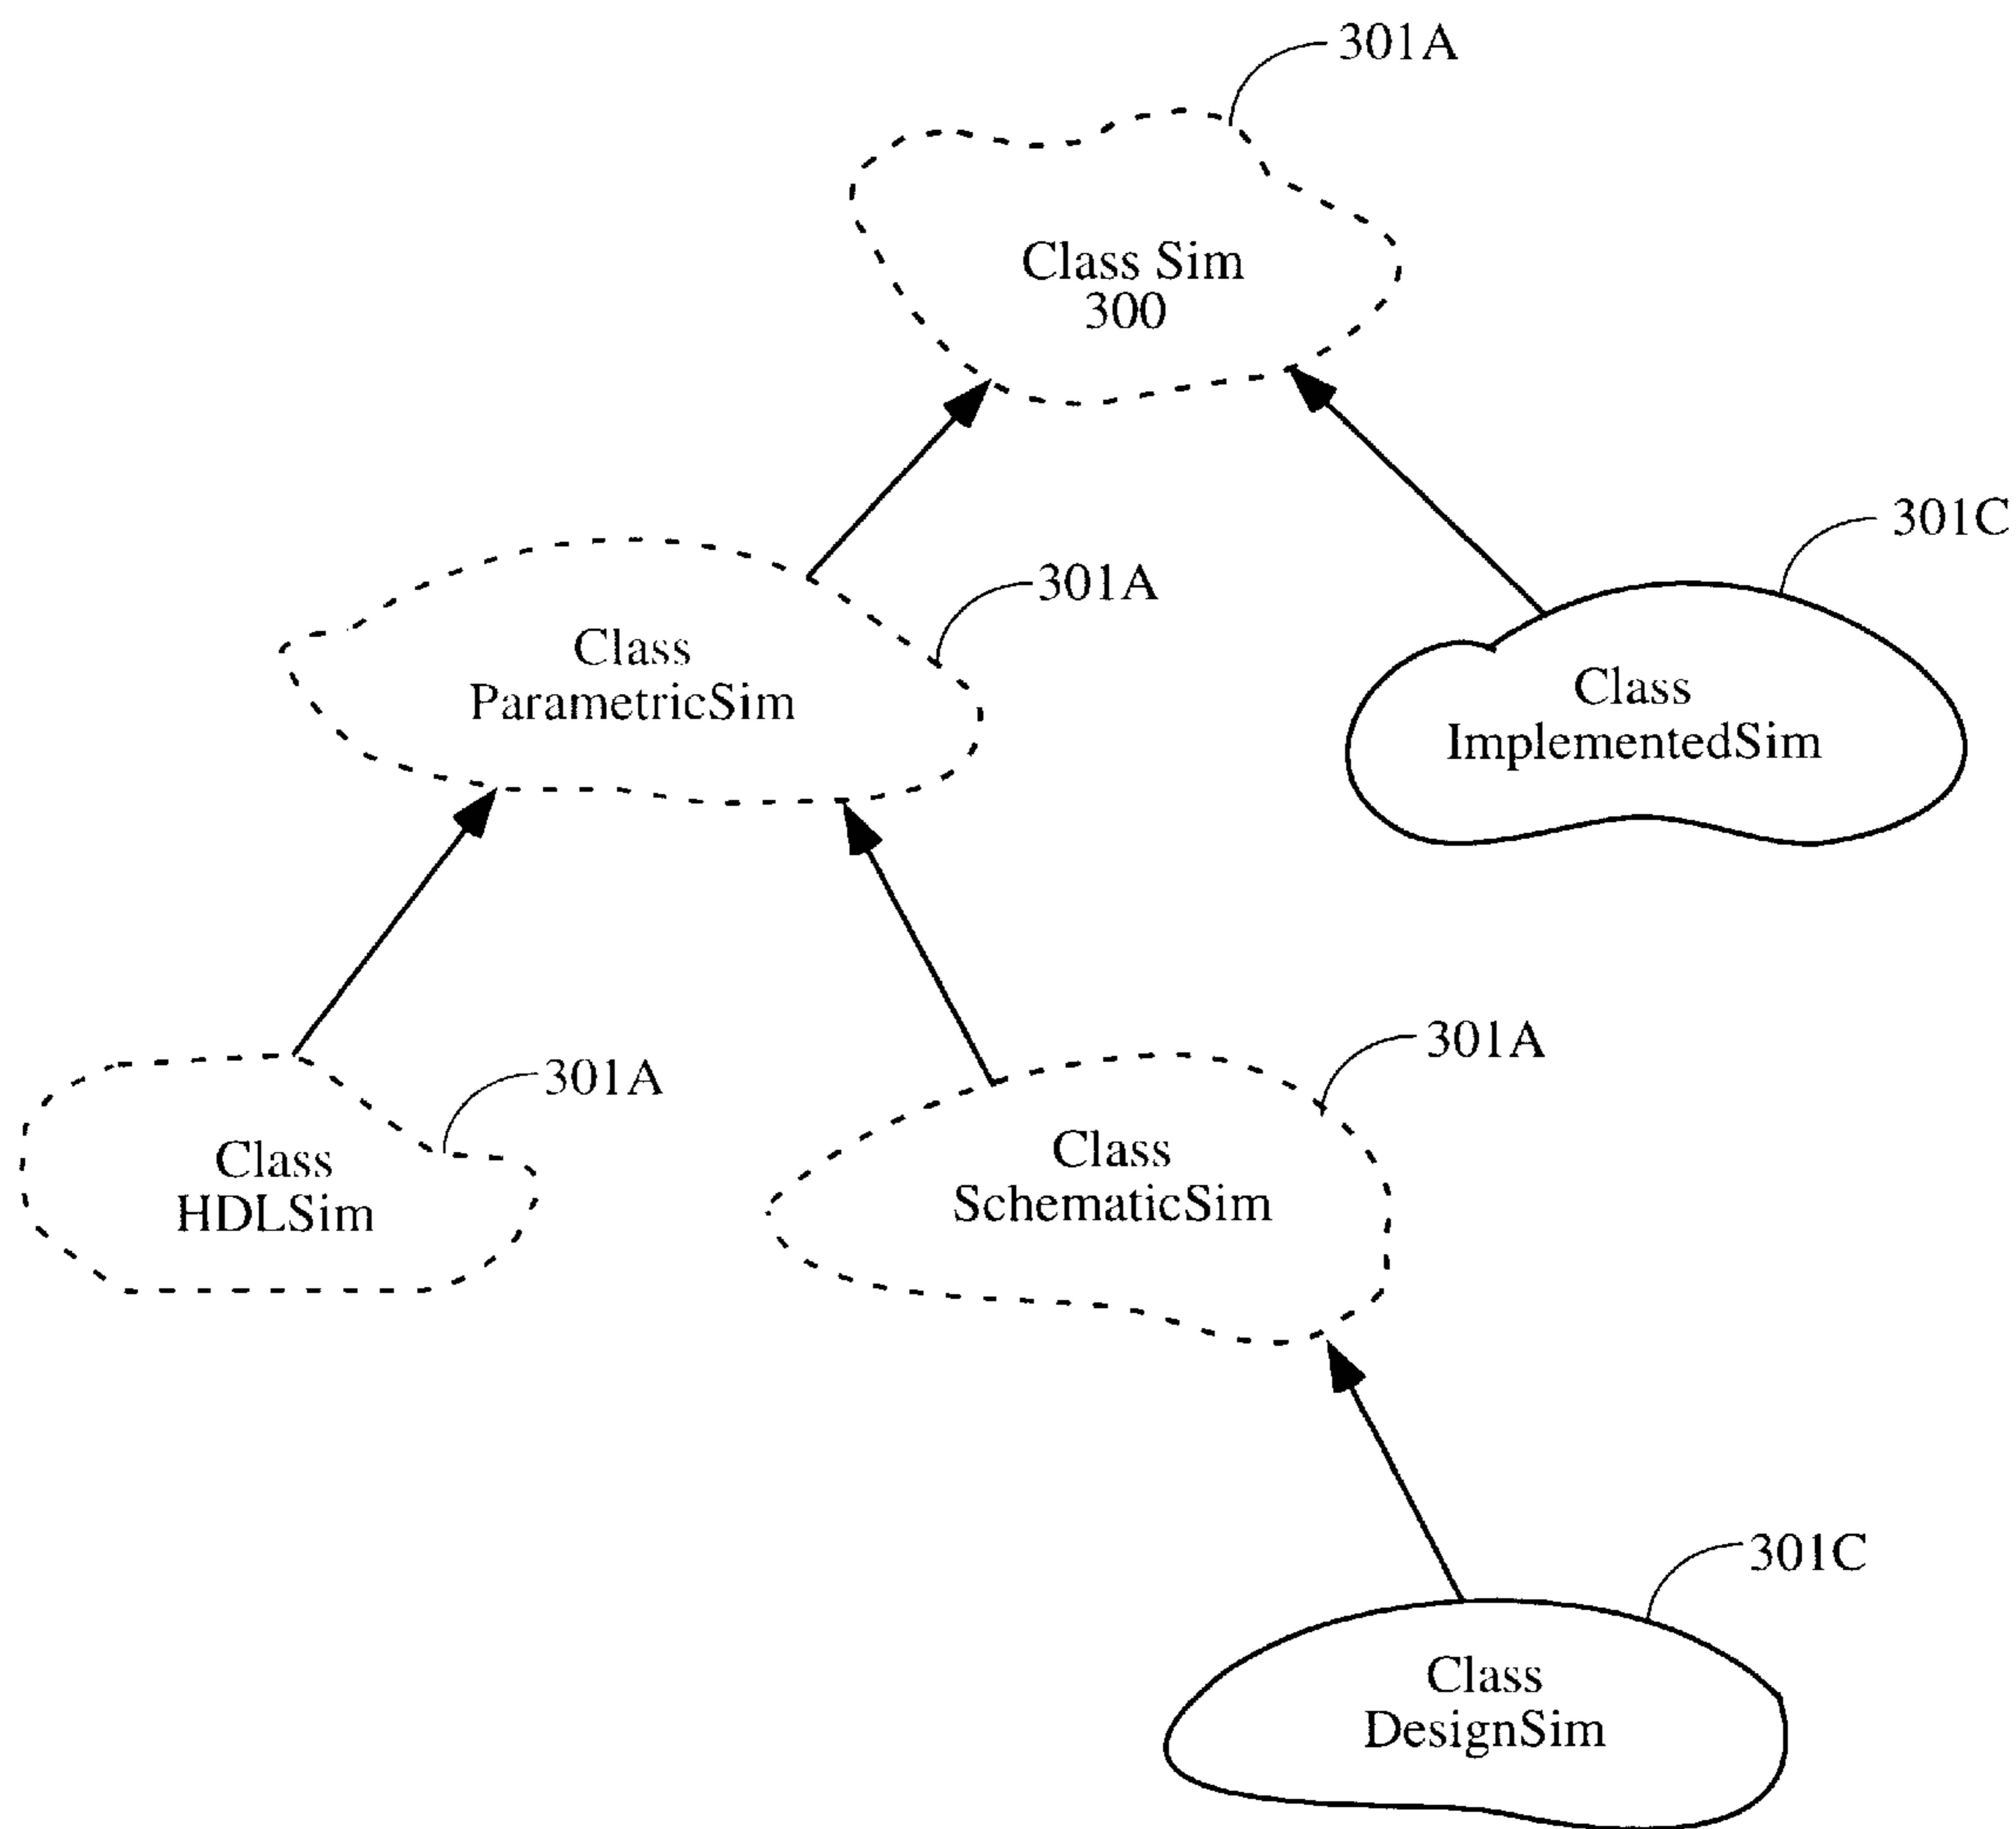 301A
Class Sim
300
301C
301A
Class
ParametricSim
Class
ImplementedSim
301A
301A
Class
HDLSim
Class
SchematicSim
301C
Class
DesignSim